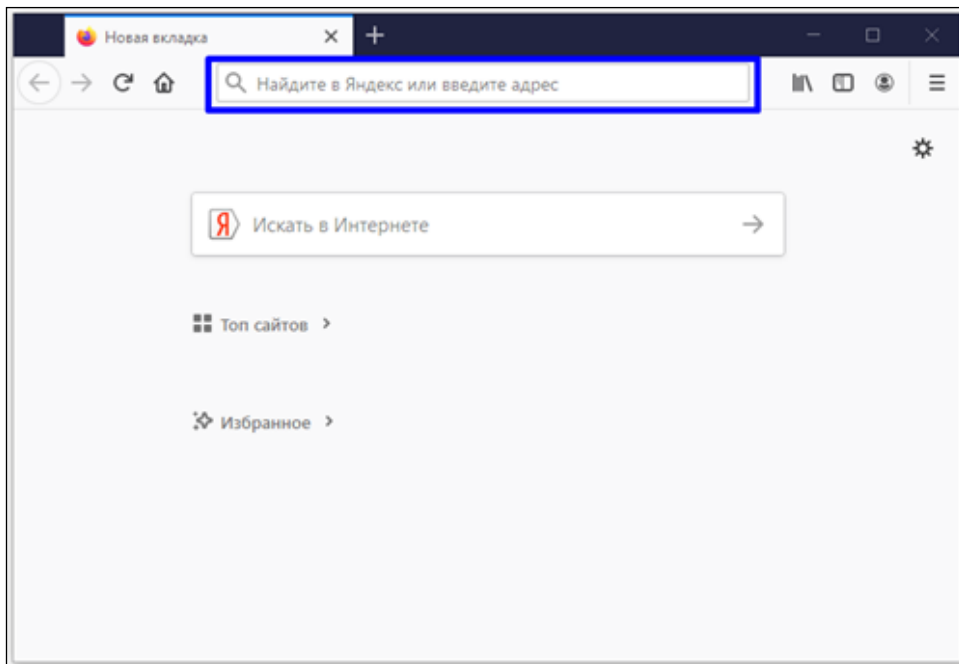 Новая вкладка
Найдите в Яндекс или введите адрес
Я Искать в Интернете
Топ сайтов
Избранное